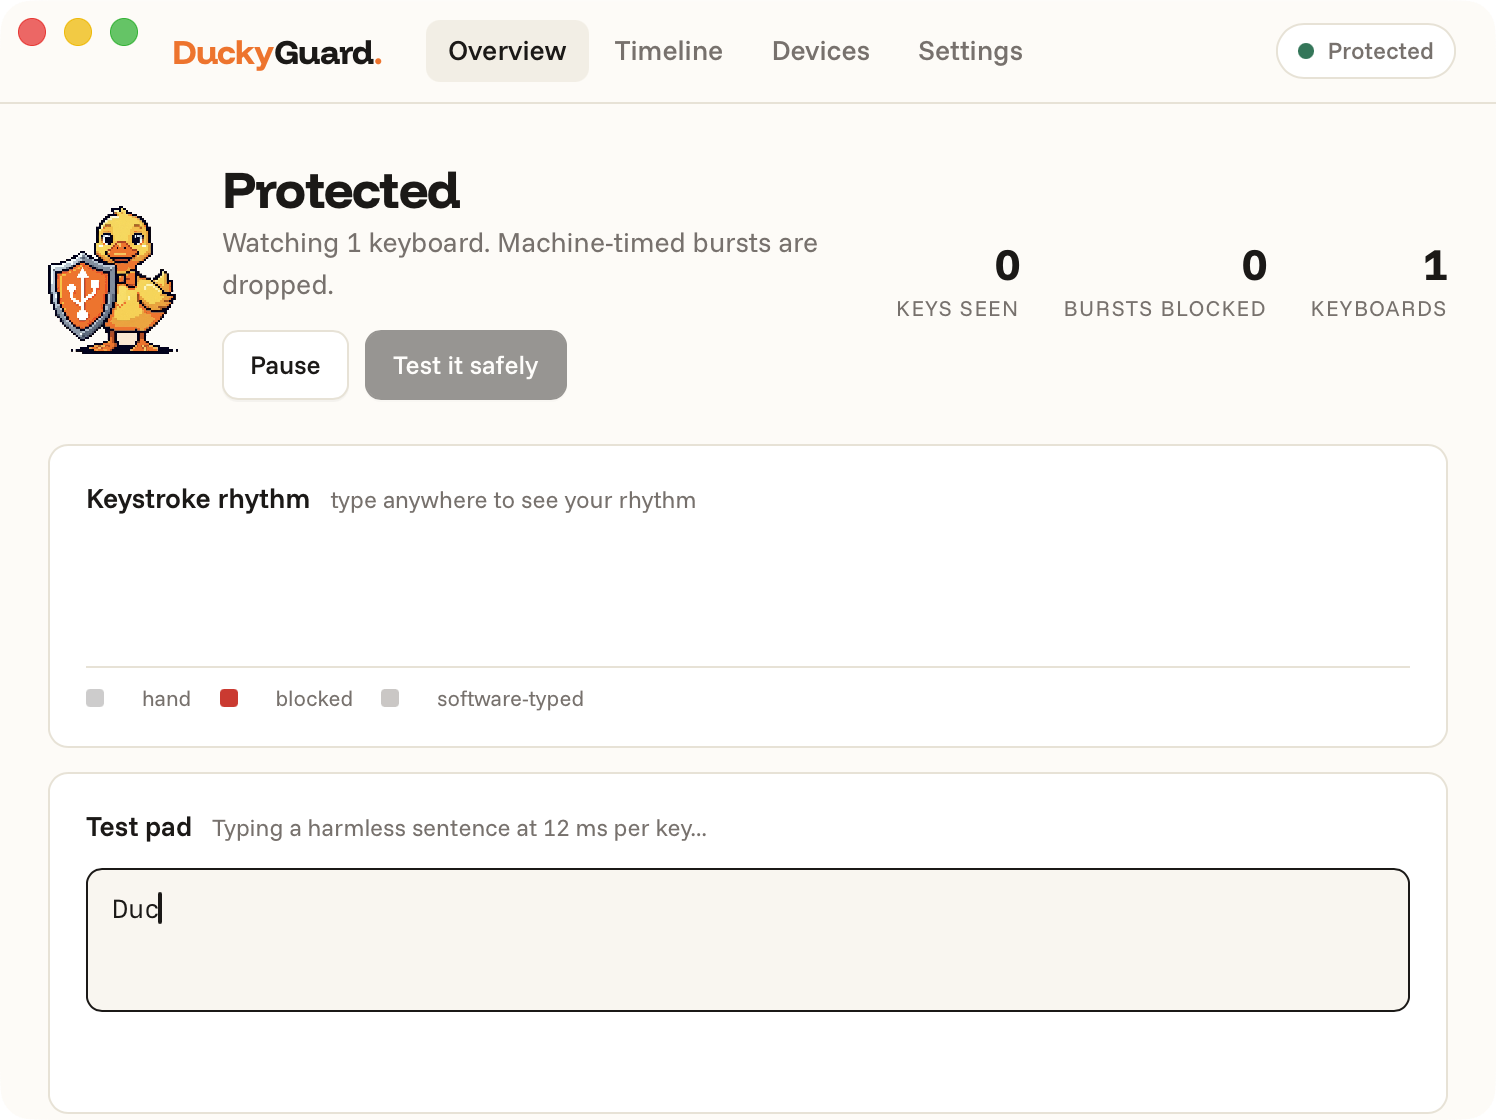 DuckyGuard.
Overview
Timeline
Devices
Settings
Protected
Protected
Watching 1 keyboard. Machine-timed bursts are
dropped.
Pause
Test it safely
0
KEYS SEEN
0
BURSTS BLOCKED
1
KEYBOARDS
Keystroke rhythm type anywhere to see your rhythm
hand
blocked
software-typed
Test pad Typing a harmless sentence at 12 ms per key…
Duc